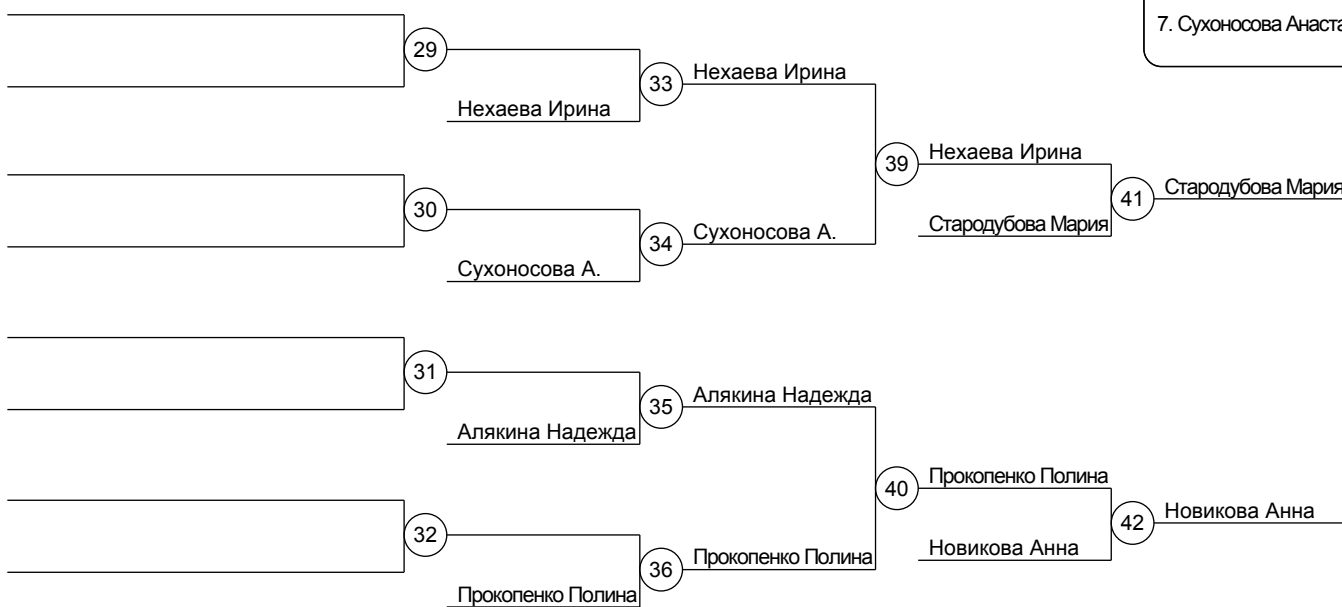 7. Сухоносова
29
33
Нехаева Ирина
Нехаева Ирина
39
Нехаева Ирина
41
Стародубова Мария
30
34
Сухоносова А.
Стародубова Мария
Сухоносова А.
31
35
Алякина Надежда
Алякина Надежда
40
Прокопенко Полина
42
Новикова Анна
32
36
Прокопенко Полина
Новикова Анна
Прокопенко Полина